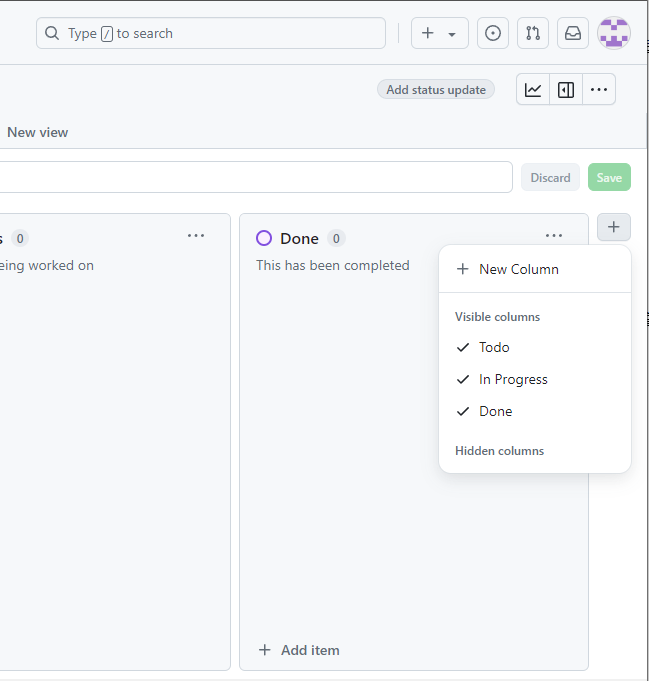 Type / to search
Add status update
New view
Discard
Save
s 0
eing worked on
Done 0
This has been completed
New Column
Visible columns
Todo
In Progress
Done
Hidden columns
Add item